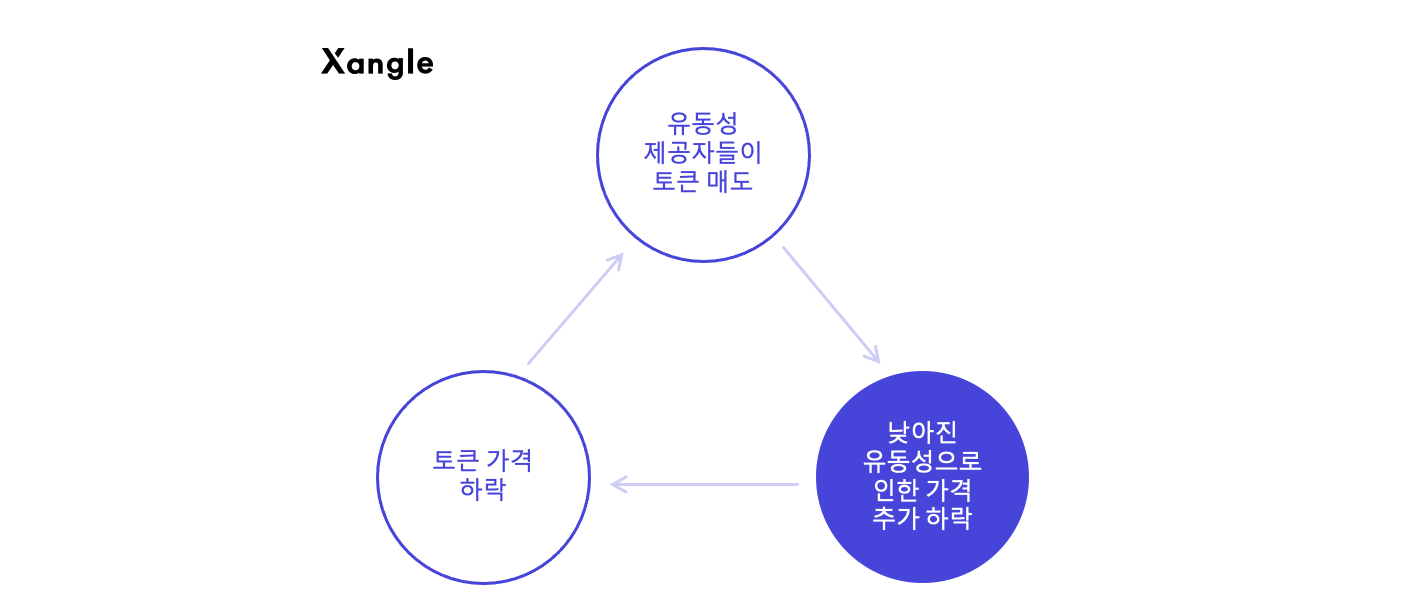 Xangle
유동성
제공자들이
토큰 매도
토큰 가격
하락
낮아진
유동성으로
인한 가격
추가 하락